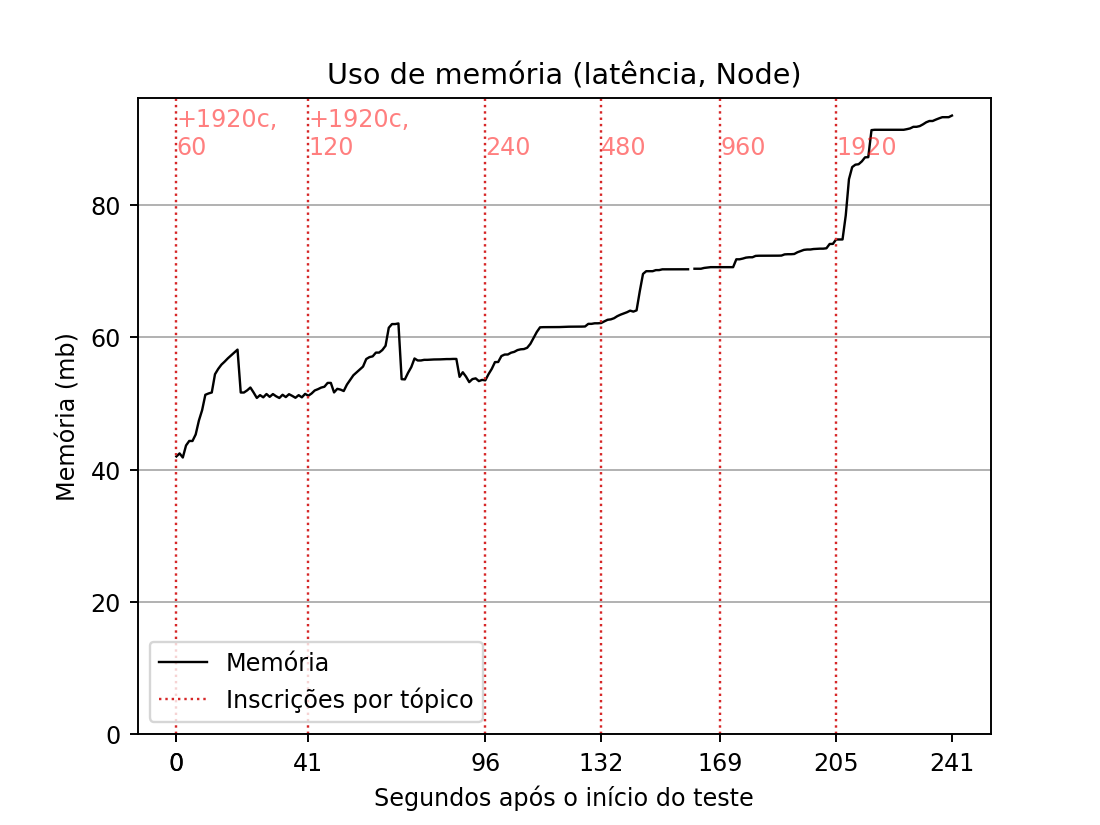 Uso de memória (latência, Node)
+1920c,
60
+1920c,
120
240
480
960
1920
80
60
40
20
0
Memória (mb)
Memória
Inscrições por tópico
0
41
96
132
169
205
241
Segundos após o início do teste